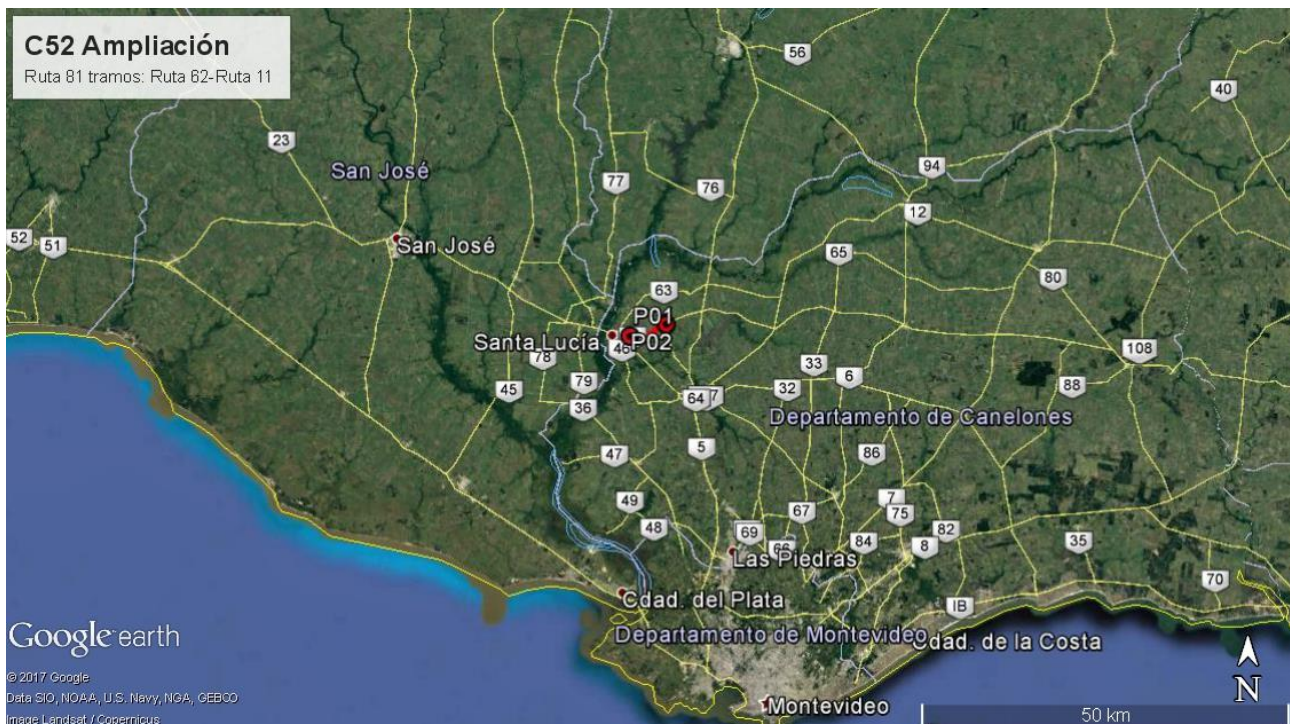 C52 Ampliación
Ruta 81 tramos: Ruta 62-Ruta 11
56
40
23
94
San José
77
76
12
52
51
San José
65
80
63
P01
Santa Lucía
P02
46
78
108
33
6
88
79
45
32
64
7
36
Departamento de Canelones
5
86
47
49
7
75
67
48
69
82
66
84
8
35
Las Piedras
70
Cdad. del Plata
IB
Google earth
Departamento de Montevideo
Cdad. de la Costa
© 2017 Google
Data SIO, NOAA, U.S. Navy, NGA, GEBCO
Image Landsat / Copernicus
Montevideo
N
50 km